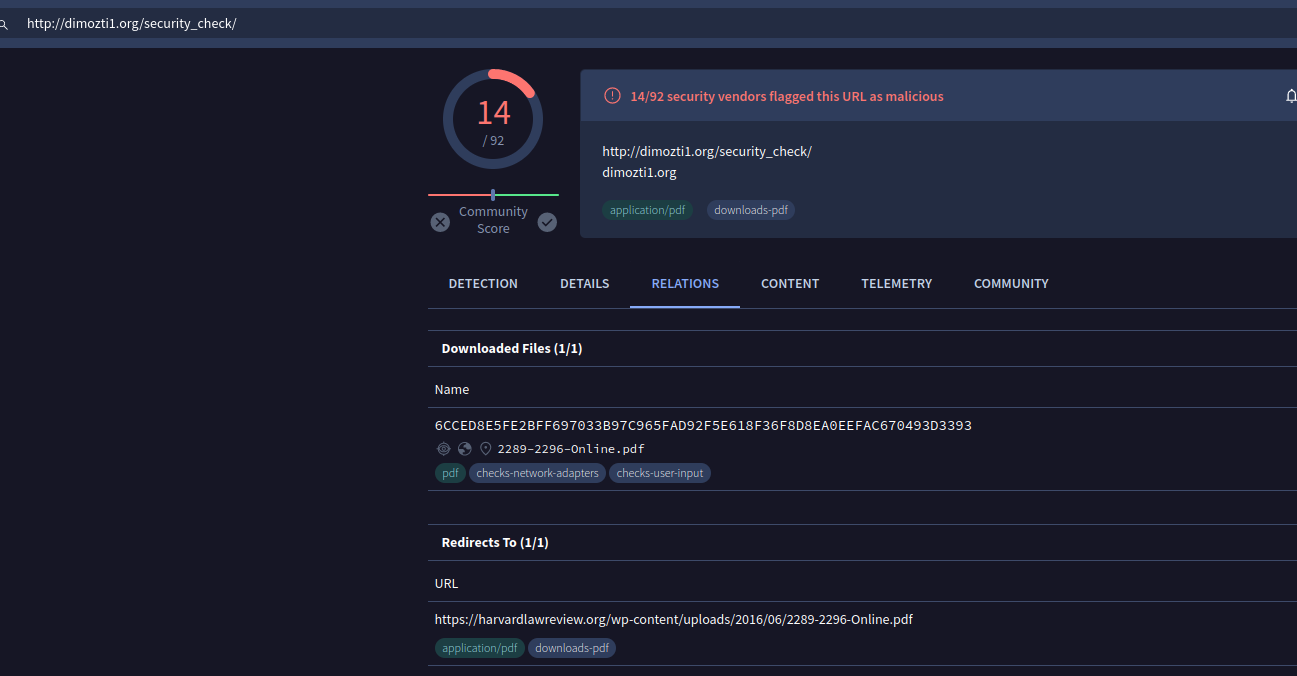 http://dimozti1.org/security_check/
14
/ 92
Community
Score
14/92 security vendors flagged this URL as malicious
http://dimozti1.org/security_check/
dimozti1.org
application/pdf downloads-pdf
DETECTION DETAILS RELATIONS CONTENT TELEMETRY COMMUNITY
Downloaded Files (1/1)
Name
6CCED8E5FE2BFF697033B97C965FAD92F5E618F36F8D8EA0EEFAC670493D3393
2289-2296-Online.pdf
pdf checks-network-adapters checks-user-input
Redirects To (1/1)
URL
https://harvardlawreview.org/wp-content/uploads/2016/06/2289-2296-Online.pdf
application/pdf downloads-pdf